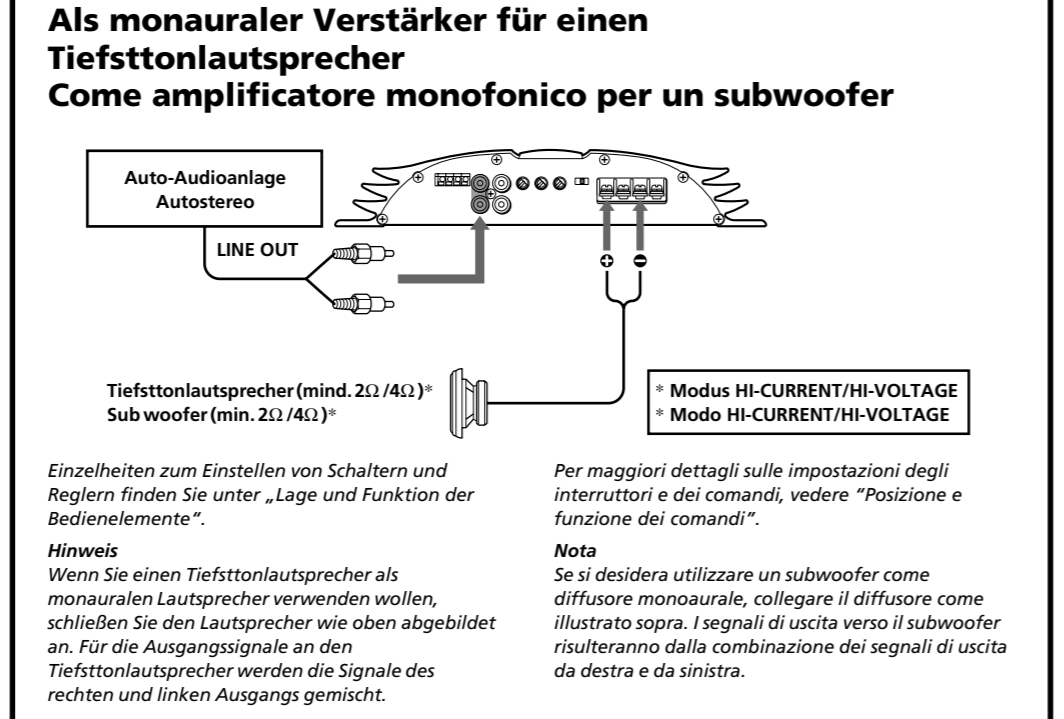 Als monauraler Verstärker für einen
Tiefsttonlautsprecher
Come amplificatore monofonico per un subwoofer
Auto-Audioanlage
Autostereo
LINE OUT
Tiefsttonlautsprecher (mind. 2Ω /4Ω )*
Sub woofer (min. 2Ω /4Ω )*
* Modus HI-CURRENT/HI-VOLTAGE
* Modo HI-CURRENT/HI-VOLTAGE
Einzelheiten zum Einstellen von Schaltern und
Reglern finden Sie unter „Lage und Funktion der
Bedienelemente“.
Hinweis
Wenn Sie einen Tiefsttonlautsprecher als
monauralen Lautsprecher verwenden wollen,
schließen Sie den Lautsprecher wie oben abgebildet
an. Für die Ausgangssignale an den
Tiefsttonlautsprecher werden die Signale des
rechten und linken Ausgangs gemischt.
Per maggiori dettagli sulle impostazioni degli
interruttori e dei comandi, vedere “Posizione e
funzione dei comandi”.
Nota
Se si desidera utilizzare un subwoofer come
diffusore monoaurale, collegare il diffusore come
illustrato sopra. I segnali di uscita verso il subwoofer
risulteranno dalla combinazione dei segnali di uscita
da destra e da sinistra.